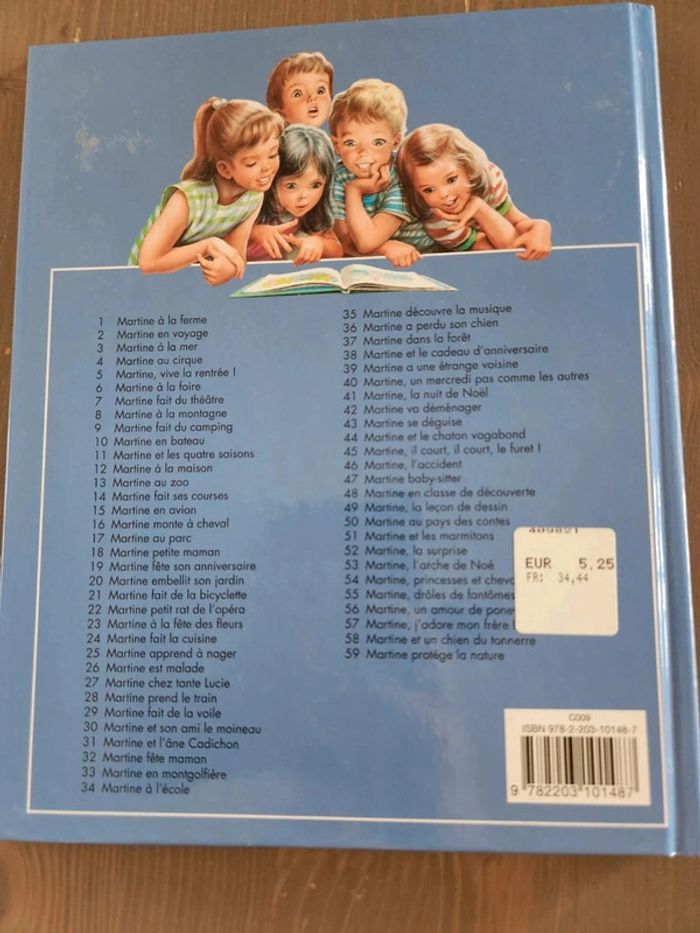 1 Martine à la ferme
2 Martine en voyage
3 Martine à la mer
4 Martine au cirque
5 Martine, vive la rentrée !
6 Martine à la foire
7 Martine fait du théâtre
8 Martine à la montagne
9 Martine fait du camping
10 Martine en bateau
11 Martine et les quatre saisons
12 Martine à la maison
13 Martine au zoo
14 Martine fait ses courses
15 Martine en avion
16 Martine monte à cheval
17 Martine au parc
18 Martine petite maman
19 Martine fête son anniversaire
20 Martine embellit son jardin
21 Martine fait de la bicyclette
22 Martine petit rat de l'opéra
23 Martine à la fête des fleurs
24 Martine fait la cuisine
25 Martine apprend à nager
26 Martine est malade
27 Martine chez tante Lucie
28 Martine prend le train
29 Martine fait de la voile
30 Martine et son ami le moineau
31 Martine et l'âne Cadichon
32 Martine fête maman
33 Martine en montgolfière
34 Martine à l'école
35 Martine découvre la musique
36 Martine a perdu son chien
37 Martine dans la forêt
38 Martine et le cadeau d'anniversaire
39 Martine a une étrange voisine
40 Martine, un mercredi pas comme les autres
41 Martine, la nuit de Noël
42 Martine va déménager
43 Martine se déguise
44 Martine et le chaton vagabond
45 Martine, il court, il court, le furet !
46 Martine, l'accident
47 Martine baby-sitter
48 Martine en classe de découverte
49 Martine, la leçon de dessin
50 Martine au pays des contes
51 Martine et les marmitons
52 Martine, la surprise
53 Martine, l'arche de Noé
54 Martine, princesses et cheva
55 Martine, drôles de fantômes
56 Martine, un amour de poney
57 Martine, j'adore mon frère !
58 Martine et un chien du tonnerre
59 Martine protège la nature
EUR 5,25
FR: 34,44
C009
ISBN 978-2-203-10148-7
9 782203 101487